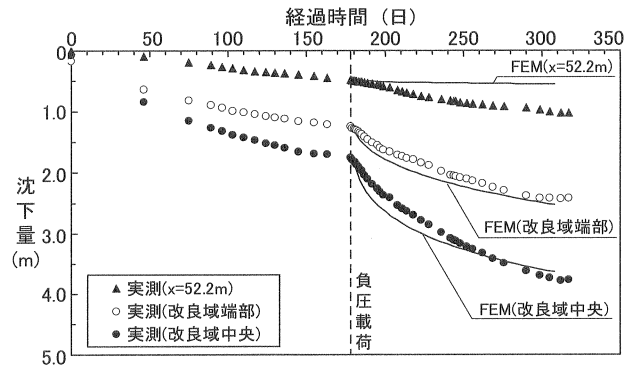 経過時間 (日)
0 50 100 150 200 250 300 350
0
1.0
2.0
3.0
4.0
5.0
沈下量(m)
FEM(x=52.2m)
FEM(改良域端部)
FEM(改良域中央)
負圧載荷
実測(x=52.2m)
実測(改良域端部)
実測(改良域中央)